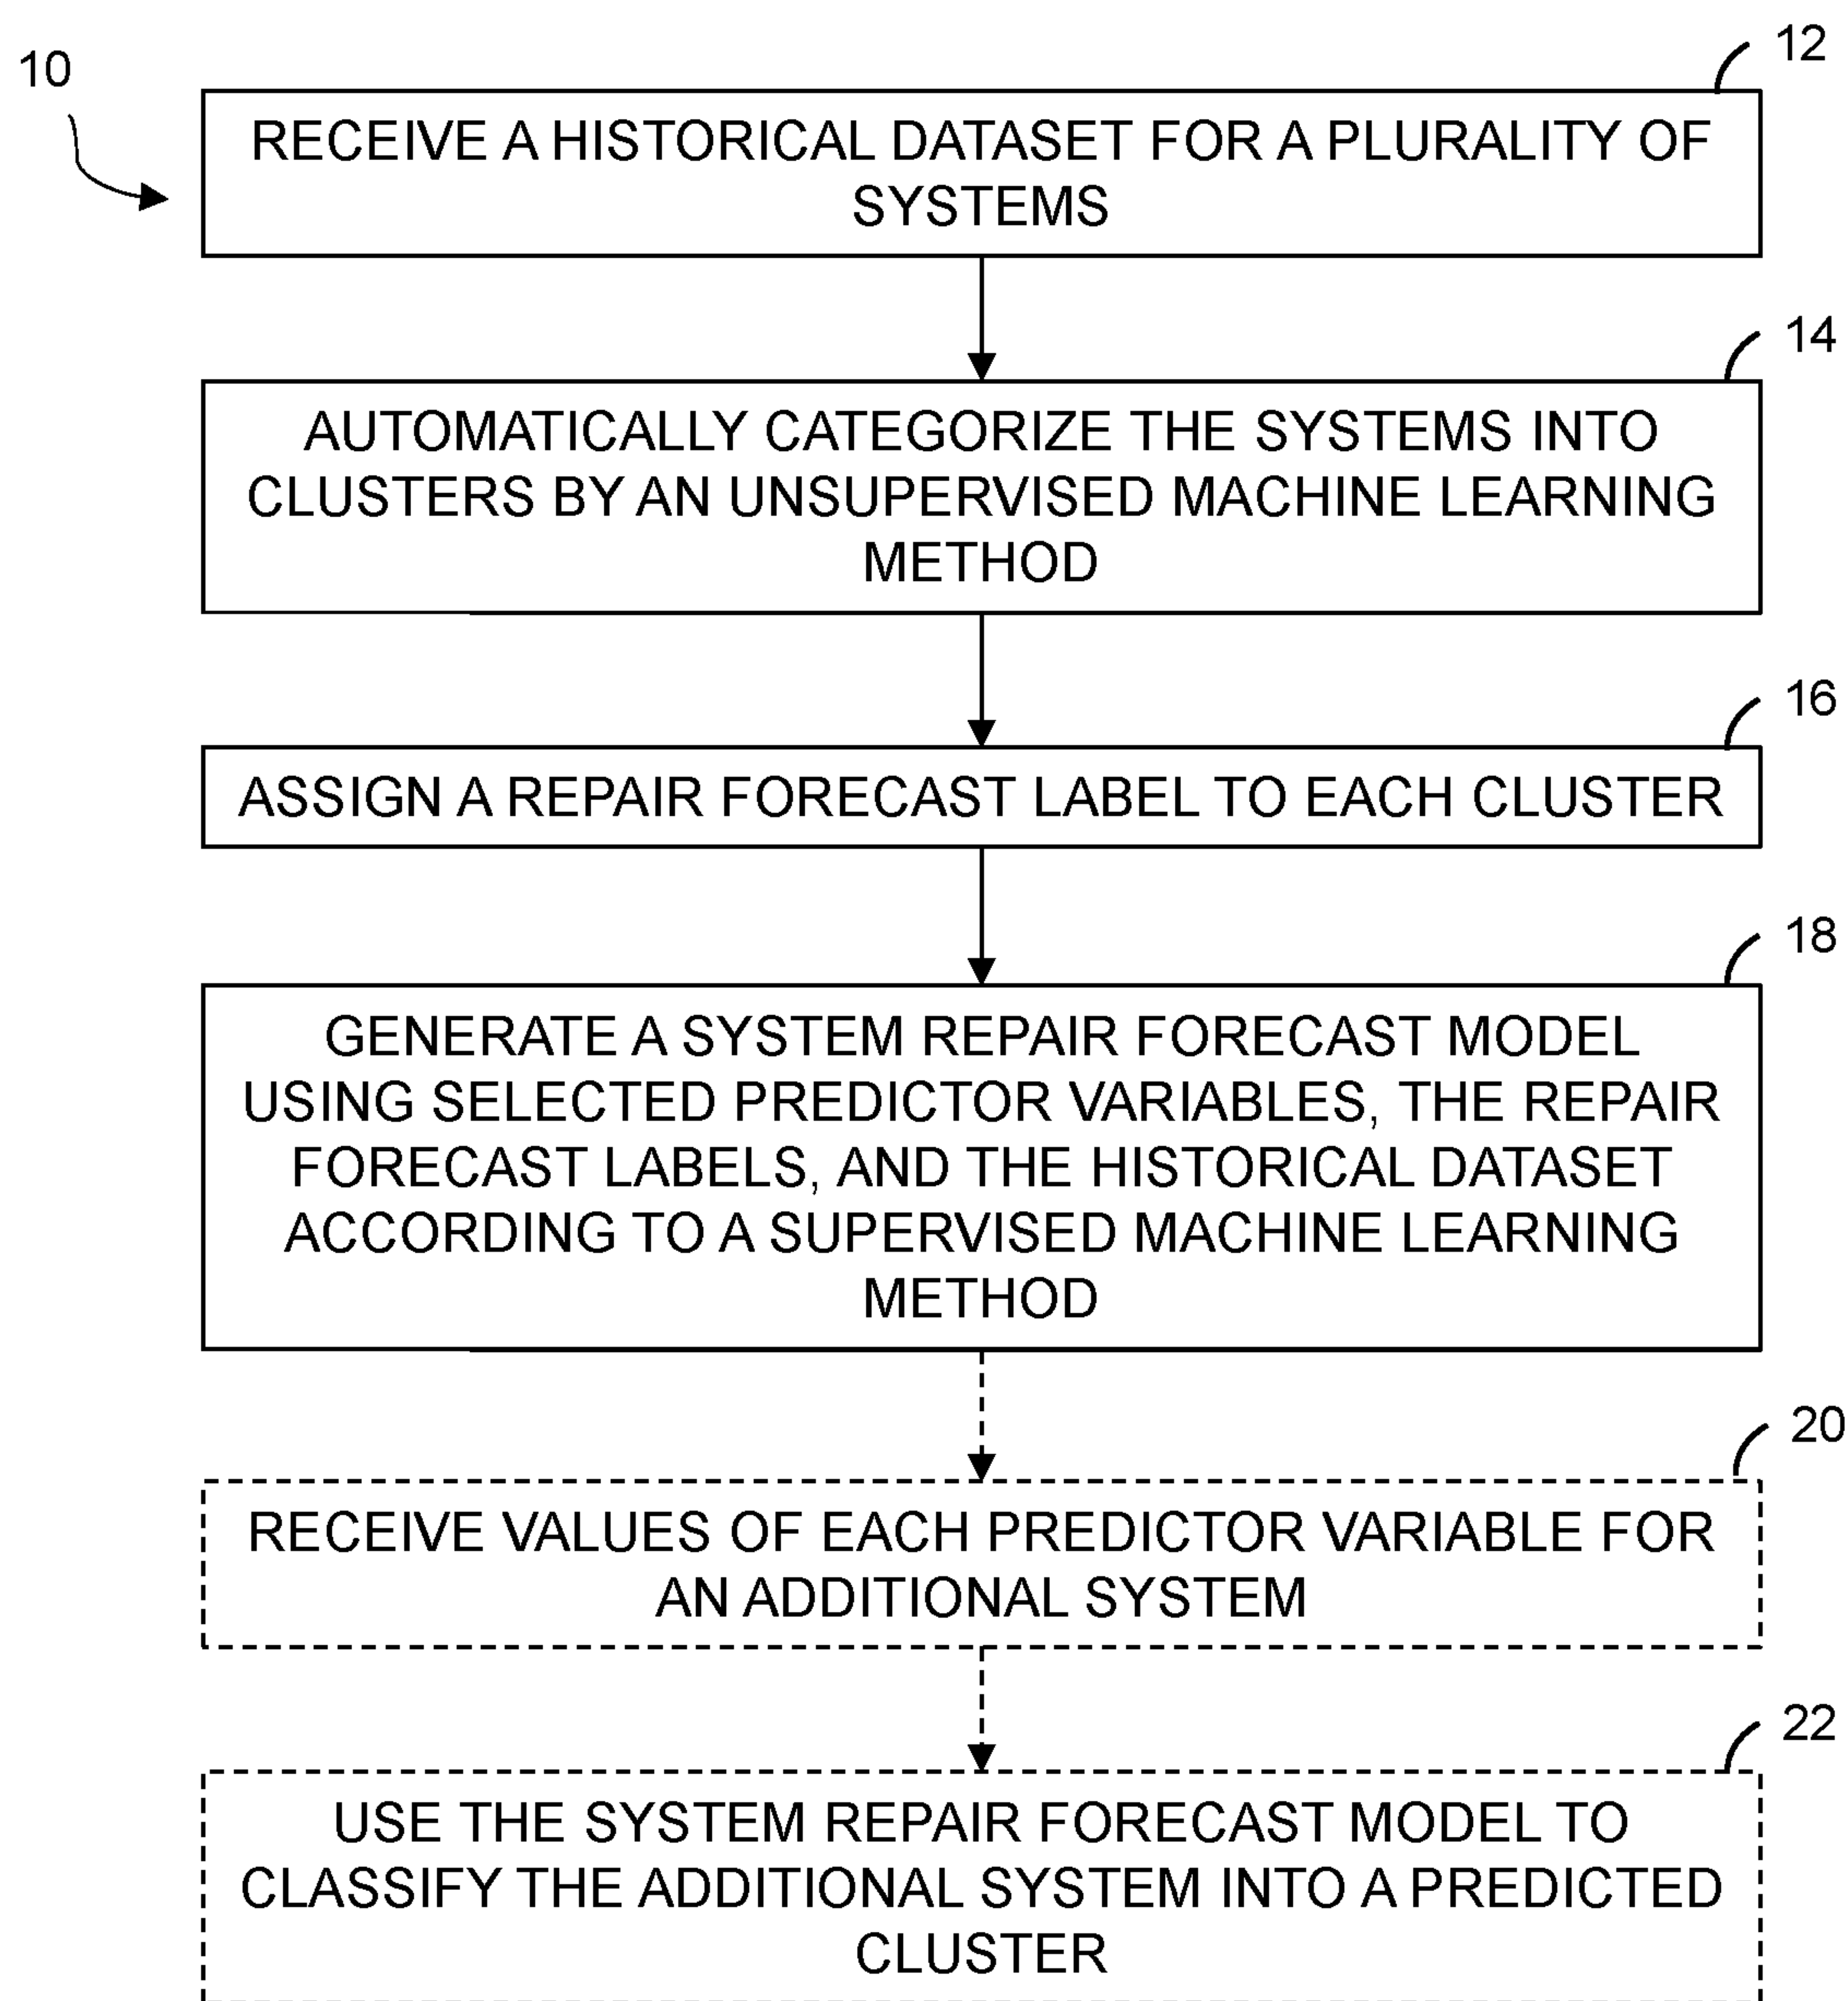 10
12
RECEIVE A HISTORICAL DATASET FOR A PLURALITY OF
SYSTEMS
14
AUTOMATICALLY CATEGORIZE THE SYSTEMS INTO
CLUSTERS BY AN UNSUPERVISED MACHINE LEARNING
METHOD
16
ASSIGN A REPAIR FORECAST LABEL TO EACH CLUSTER
18
GENERATE A SYSTEM REPAIR FORECAST MODEL
USING SELECTED PREDICTOR VARIABLES, THE REPAIR
FORECAST LABELS, AND THE HISTORICAL DATASET
ACCORDING TO A SUPERVISED MACHINE LEARNING
METHOD
20
RECEIVE VALUES OF EACH PREDICTOR VARIABLE FOR
AN ADDITIONAL SYSTEM
22
USE THE SYSTEM REPAIR FORECAST MODEL TO
CLASSIFY THE ADDITIONAL SYSTEM INTO A PREDICTED
CLUSTER